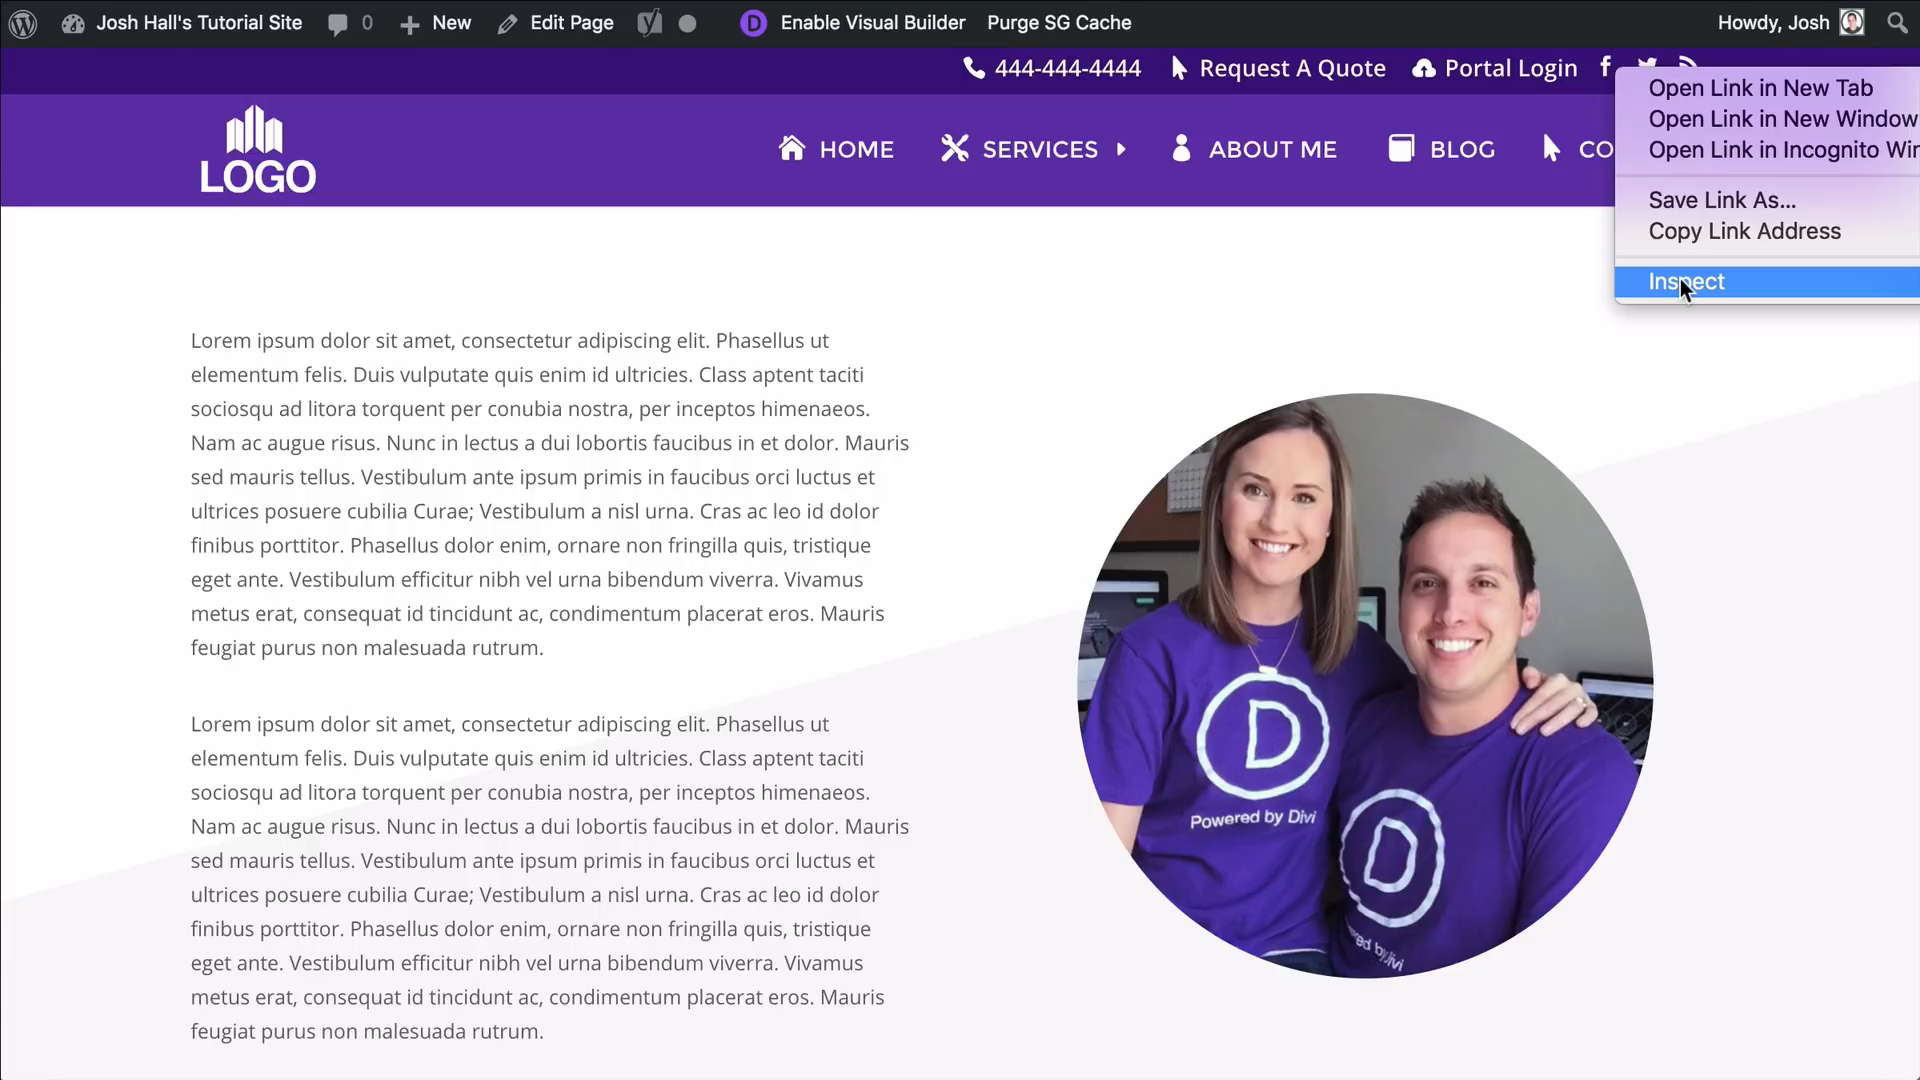 Josh Hall's Tutorial Site 0 New Edit Page Enable Visual Builder Purge SG Cache Howdy, Josh
444-444-4444 Request A Quote Portal Login
LOGO
HOME SERVICES ABOUT ME BLOG CO
Open Link in New Tab
Open Link in New Window
Open Link in Incognito Win
Save Link As...
Copy Link Address
Inspect
Lorem ipsum dolor sit amet, consectetur adipiscing elit. Phasellus ut
elementum felis. Duis vulputate quis enim id ultricies. Class aptent taciti
sociosqu ad litora torquent per conubia nostra, per inceptos himenaeos.
Nam ac augue risus. Nunc in lectus a dui lobortis faucibus in et dolor. Mauris
sed mauris tellus. Vestibulum ante ipsum primis in faucibus orci luctus et
ultrices posuere cubilia Curae; Vestibulum a nisl urna. Cras ac leo id dolor
finibus porttitor. Phasellus dolor enim, ornare non fringilla quis, tristique
eget ante. Vestibulum efficitur nibh vel urna bibendum viverra. Vivamus
metus erat, consequat id tincidunt ac, condimentum placerat eros. Mauris
feugiat purus non malesuada rutrum.
Lorem ipsum dolor sit amet, consectetur adipiscing elit. Phasellus ut
elementum felis. Duis vulputate quis enim id ultricies. Class aptent taciti
sociosqu ad litora torquent per conubia nostra, per inceptos himenaeos.
Nam ac augue risus. Nunc in lectus a dui lobortis faucibus in et dolor. Mauris
sed mauris tellus. Vestibulum ante ipsum primis in faucibus orci luctus et
ultrices posuere cubilia Curae; Vestibulum a nisl urna. Cras ac leo id dolor
finibus porttitor. Phasellus dolor enim, ornare non fringilla quis, tristique
eget ante. Vestibulum efficitur nibh vel urna bibendum viverra. Vivamus
metus erat, consequat id tincidunt ac, condimentum placerat eros. Mauris
feugiat purus non malesuada rutrum.
D
Powered by Divi
D
ed by Divi